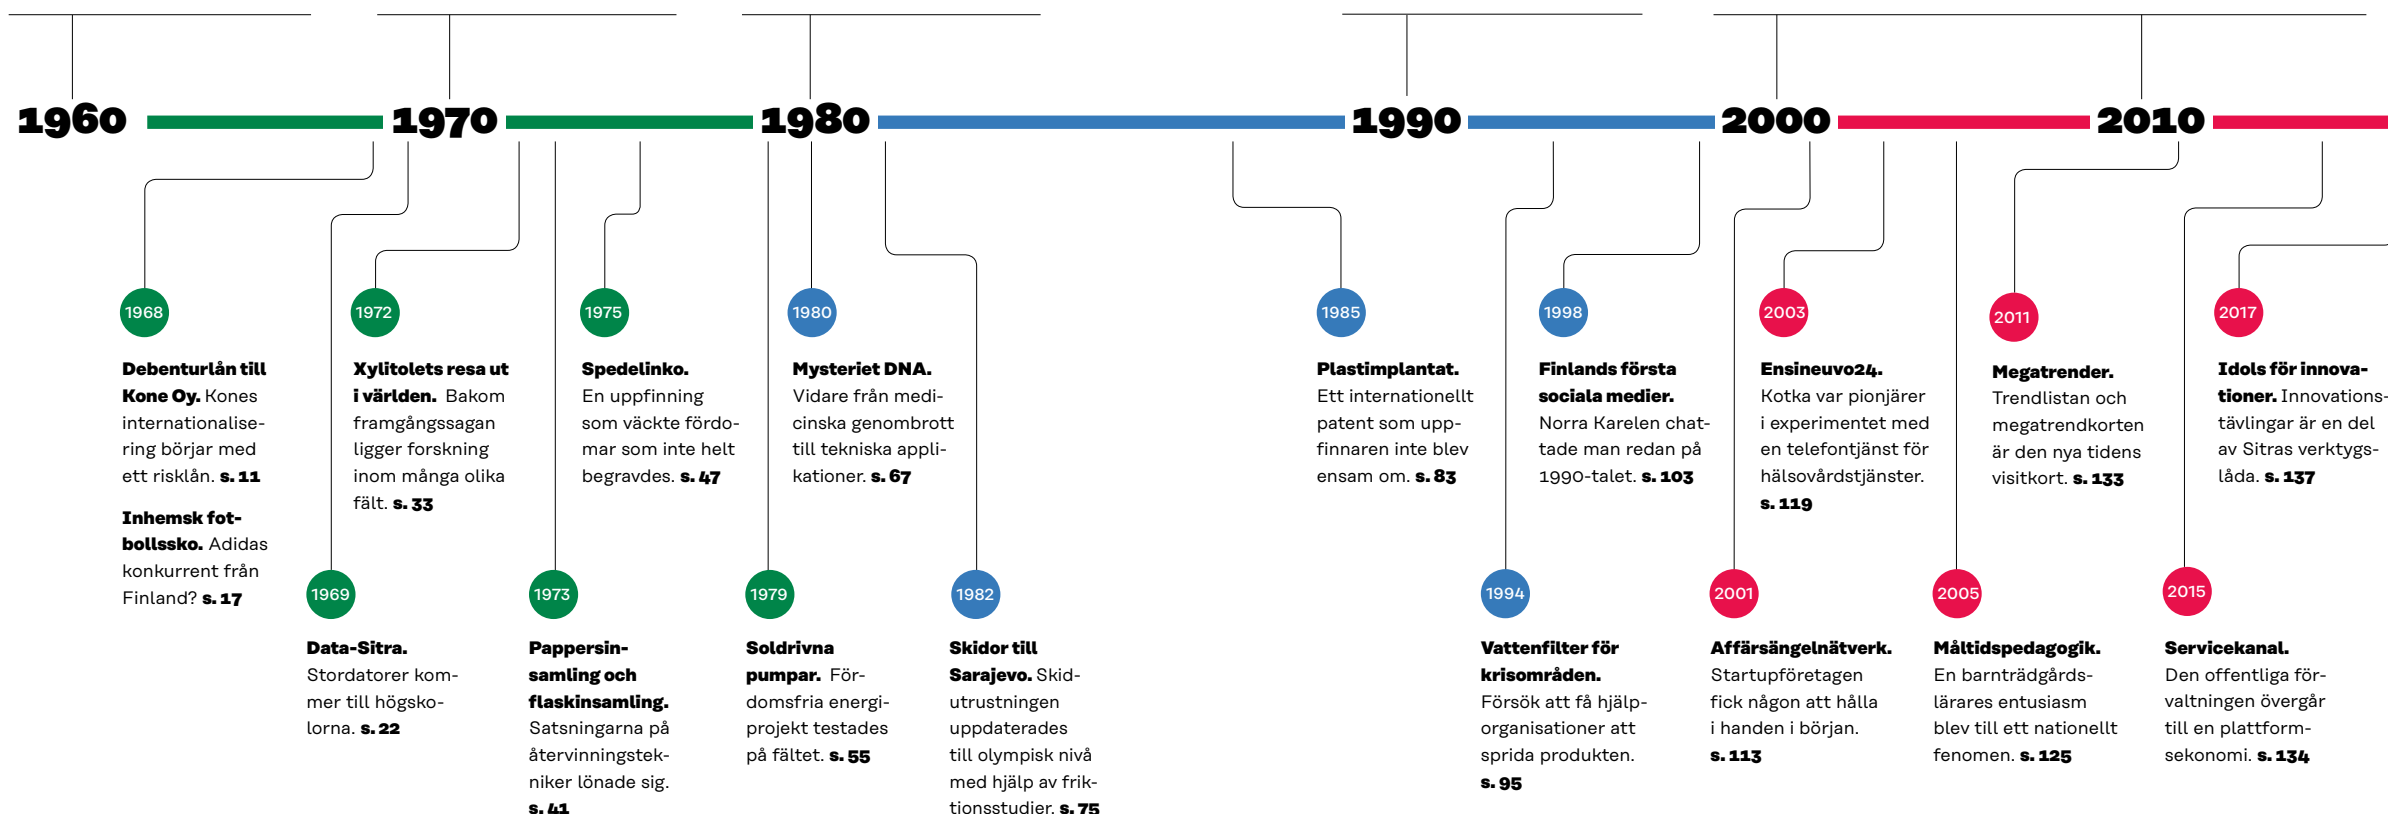 1960
1970
1980
1990
2000
2010
1968
Debenturlån till
Kone Oy. Kones
internationalise-
ring börjar med
ett risklån. s. 11
Inhemsk fot-
bollssko. Adidas
konkurrent från
Finland? s. 17
1969
Data-Sitra.
Stordatorer kom-
mer till högsko-
lorna. s. 22
1972
Xylitolets resa ut
i världen. Bakom
framgångssagan
ligger forskning
inom många olika
fält. s. 33
1973
Pappersin-
samling och
flaskinsamling.
Satsningarna på
återvinningstek-
niker lönade sig.
s. 41
1975
Spedelinko.
En uppfinning
som väckte fördo-
mar som inte helt
begravdes. s. 47
1979
Soldrivna
pumpar. För-
domsfria energi-
projekt testades
på fältet. s. 55
1980
Mysteriet DNA.
Vidare från medi-
cinska genombrott
till tekniska appli-
kationer. s. 67
1982
Skidor till
Sarajevo. Skid-
utrustningen
uppdaterades
till olympisk nivå
med hjälp av frik-
tionsstudier. s. 75
1985
Plastimplantat.
Ett internationellt
patent som upp-
finnaren inte blev
ensam om. s. 83
1994
Vattenfilter för
krisområden.
Försök att få hjälp-
organisationer att
sprida produkten.
s. 95
1998
Finlands första
sociala medier.
Norra Karelen chat-
tade man redan på
1990-talet. s. 103
2001
Affärsängelnätverk.
Startupföretagen
fick någon att hålla
i handen i början.
s. 113
2003
Ensineuvo24.
Kotka var pionjärer
i experimentet med
en telefontjänst för
hälsovårdstjänster.
s. 119
2005
Måltidspedagogik.
En barnträdgårds-
lärares entusiasm
blev till ett nationellt
fenomen. s. 125
2011
Megatrender.
Trendlistan och
megatrendkorten
är den nya tidens
visitkort. s. 133
2015
Servicekanal.
Den offentliga för-
valtningen övergår
till en plattform-
sekonomi. s. 134
2017
Idols för innova-
tioner. Innovations-
tävlingar är en del
av Sitras verktygs-
låda. s. 137